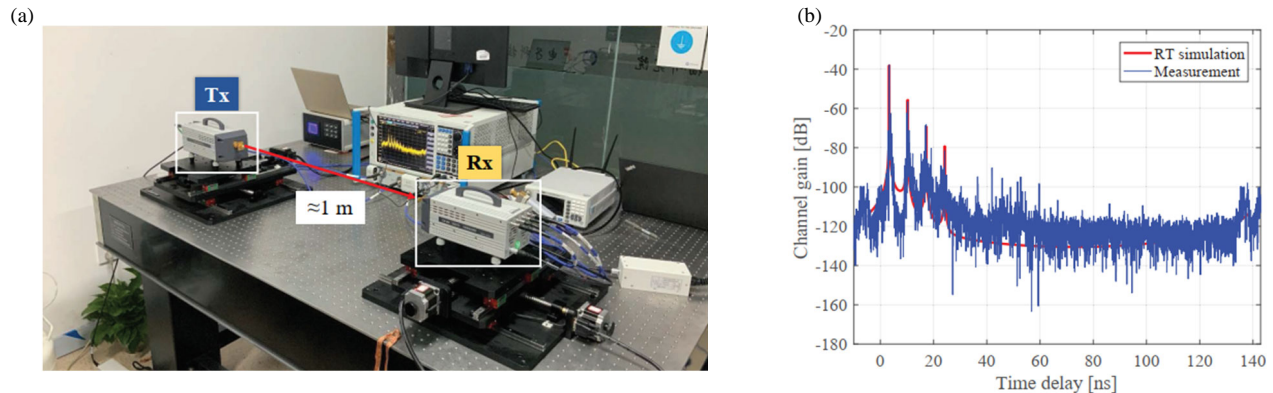 (a)
Tx
Rx
≈1 m
(b)
Channel gain [dB]
-20
-40
-60
-80
-100
-120
-140
-160
-180
RT simulation
Measurement
0 20 40 60 80 100 120 140
Time delay [ns]